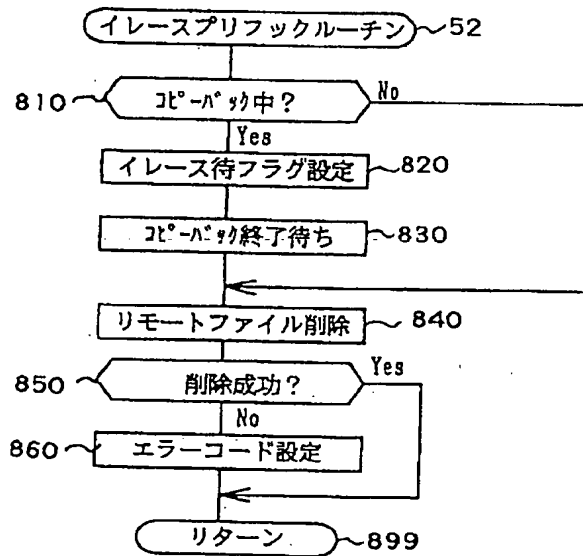 イレースプリフックルーチン 52
810 コピーバック中? No
Yes
イレース待フラグ設定 820
コピーバック終了待ち 830
リモートファイル削除 840
850 削除成功? Yes
No
860 エラーコード設定
リターン 899